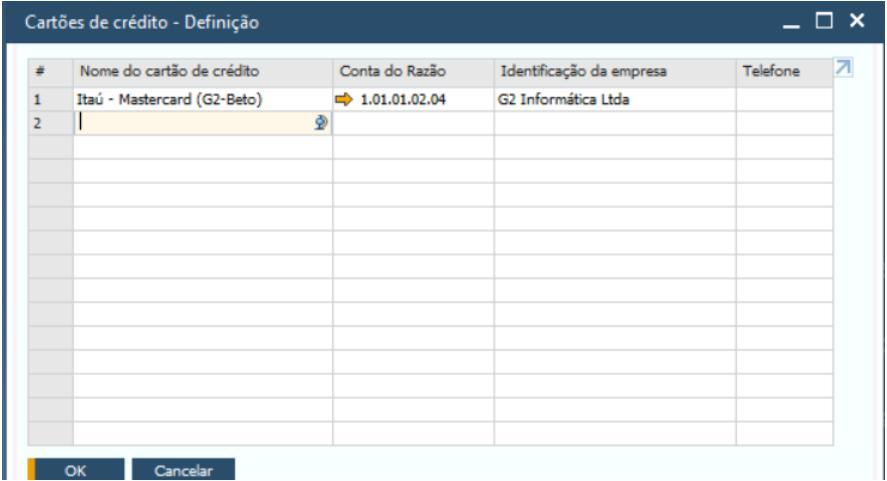 Cartões de crédito - Definição
# Nome do cartão de crédito Conta do Razão Identificação da empresa Telefone
1 Itaú - Mastercard (G2-Beto) 1.01.01.02.04 G2 Informática Ltda
2
OK Cancelar